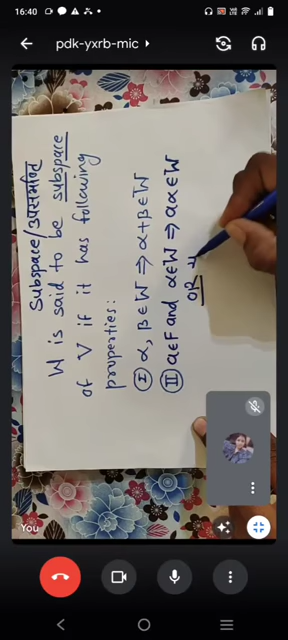 16:40
pdk-yxrb-mic
Subspace/उपसमष्टि
W is said to be subspace
of V if it has following
properties:
I α, β ∈ W ⇒ α+β ∈ W
II a ∈ F and α ∈ W ⇒ aα ∈ W
OR
You